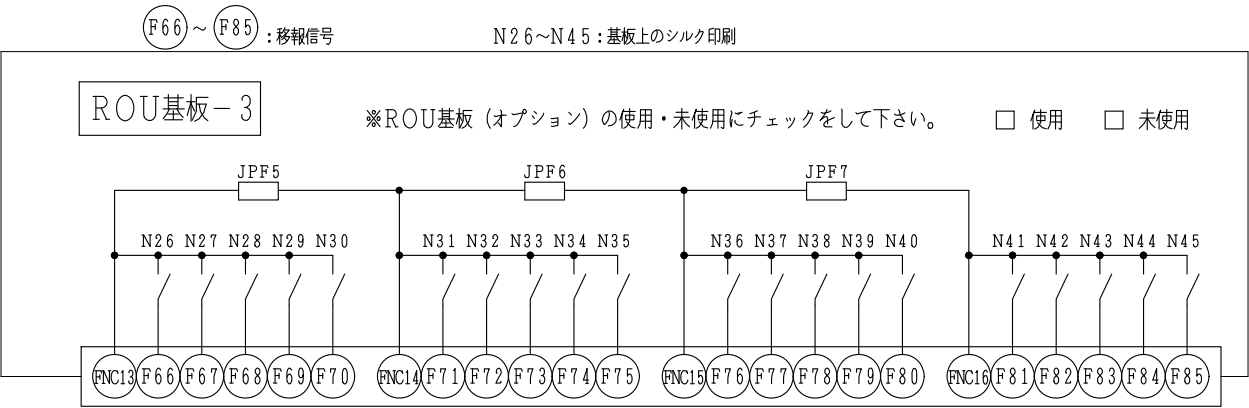 F66～F85：移報信号 N26～N45：基板上のシルク印刷
ROU基板－3
※ROU基板（オプション）の使用・未使用にチェックをして下さい。 □ 使用 □ 未使用
JPF5 JPF6 JPF7
N26 N27 N28 N29 N30 N31 N32 N33 N34 N35 N36 N37 N38 N39 N40 N41 N42 N43 N44 N45
FNC13 F66 F67 F68 F69 F70 FNC14 F71 F72 F73 F74 F75 FNC15 F76 F77 F78 F79 F80 FNC16 F81 F82 F83 F84 F85